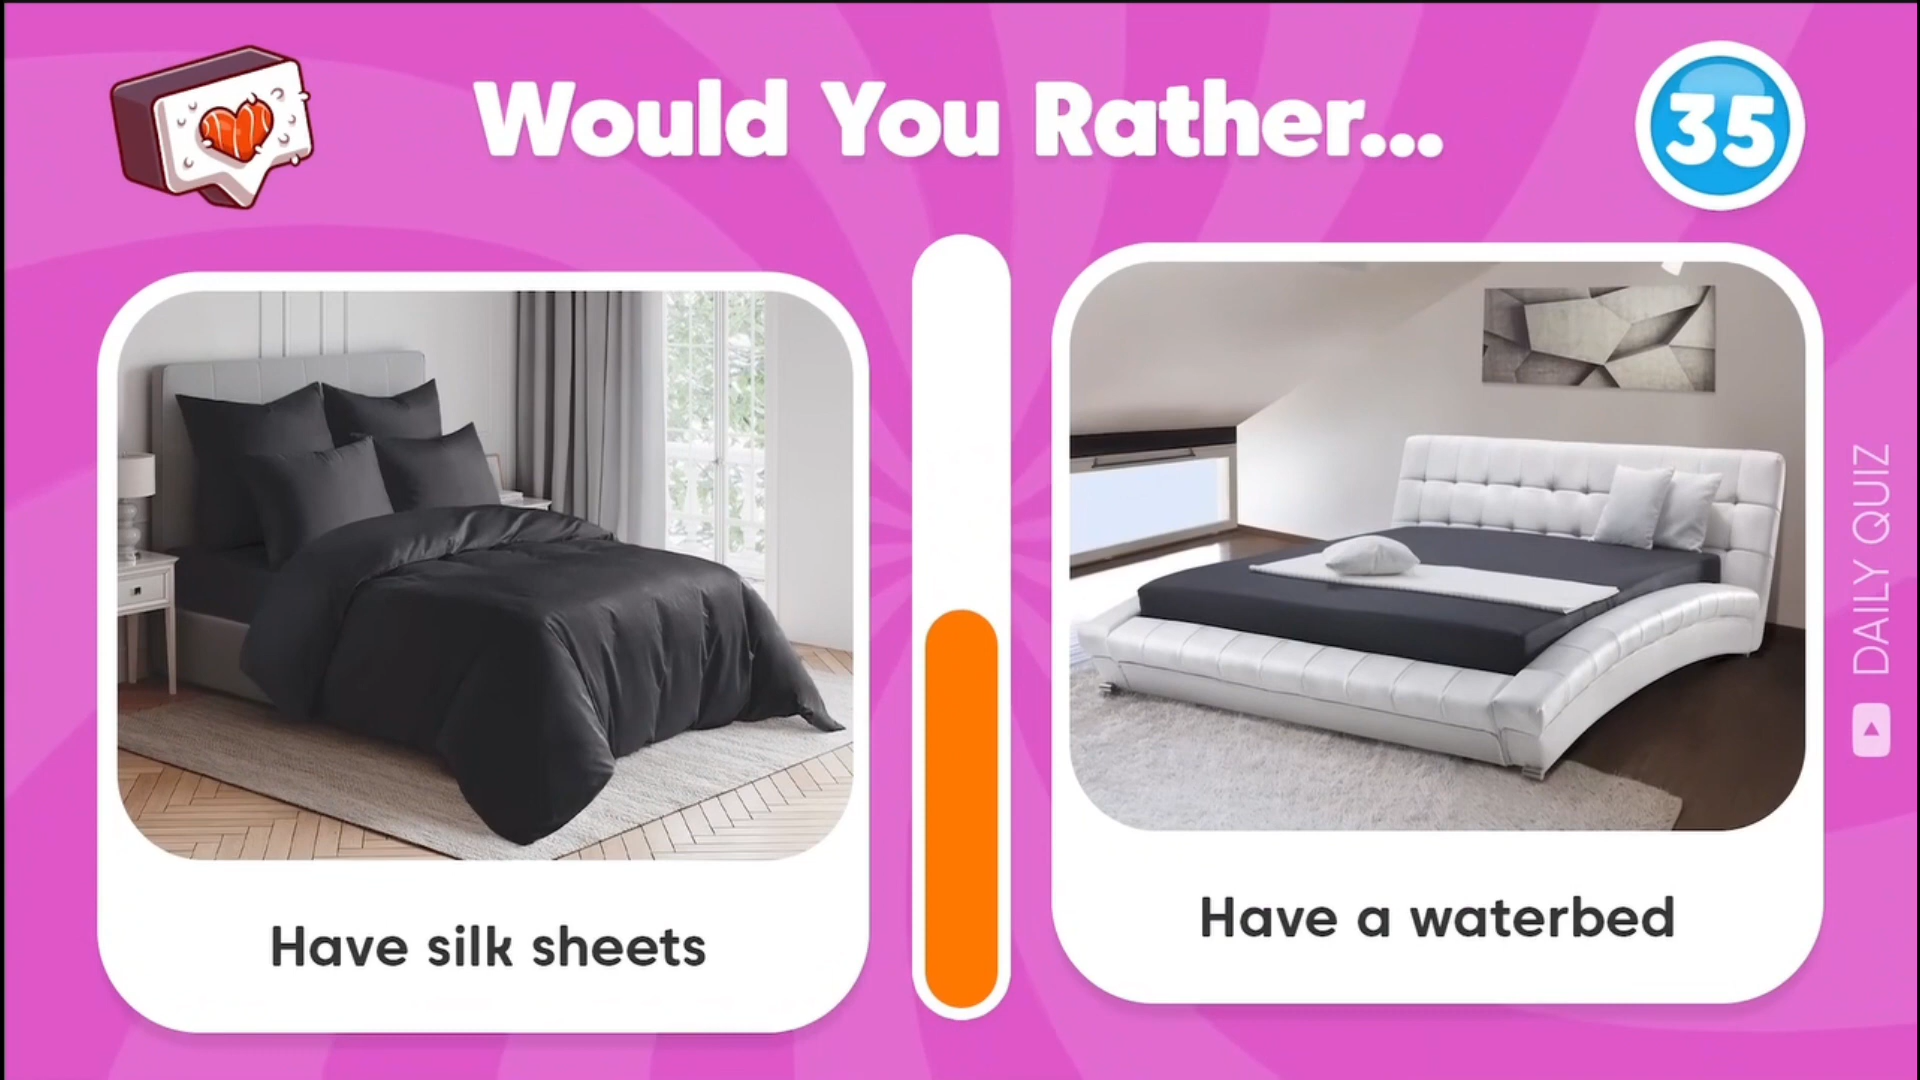 Would You Rather...
35
Have silk sheets
Have a waterbed
DAILY QUIZ